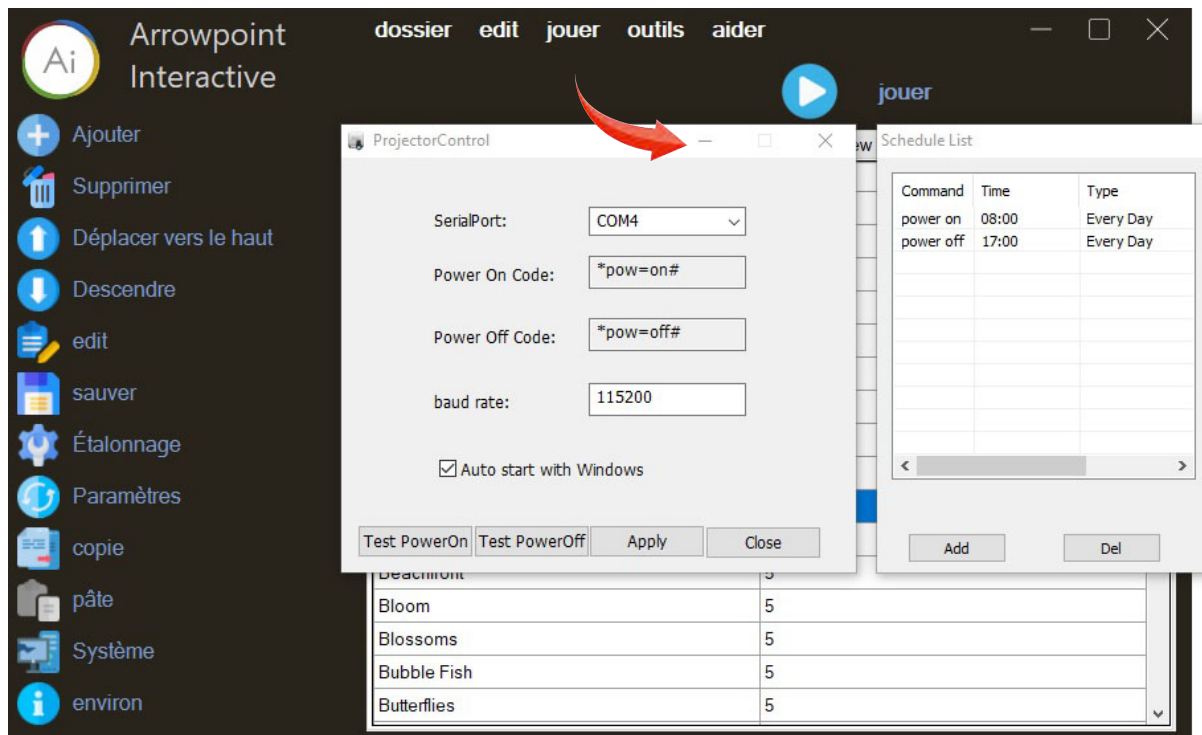 Ai
Arrowpoint
Interactive
dossier edit jouer outils aider
jouer
Ajouter
Supprimer
Déplacer vers le haut
Descendre
edit
sauver
Étalonnage
Paramètres
copie
pâte
Système
environ
ProjectorControl
SerialPort: COM4
Power On Code: *pow=on#
Power Off Code: *pow=off#
baud rate: 115200
Auto start with Windows
Test PowerOn Test PowerOff Apply Close
ew
Schedule List
Command Time Type
power on 08:00 Every Day
power off 17:00 Every Day
Add Del
Beachfront 5
Bloom 5
Blossoms 5
Bubble Fish 5
Butterflies 5